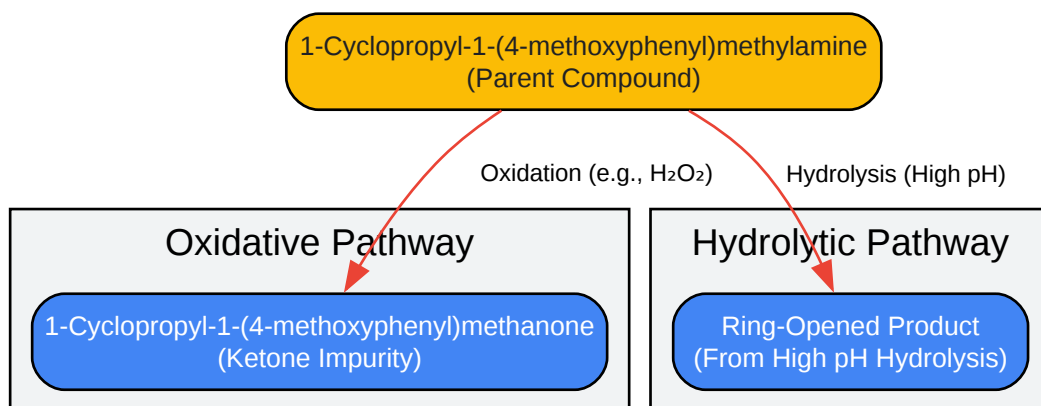 1-Cyclopropyl-1-(4-methoxyphenyl)methylamine
(Parent Compound)
Oxidation (e.g., H₂O₂)
Hydrolysis (High pH)
Oxidative Pathway
Hydrolytic Pathway
1-Cyclopropyl-1-(4-methoxyphenyl)methanone
(Ketone Impurity)
Ring-Opened Product
(From High pH Hydrolysis)